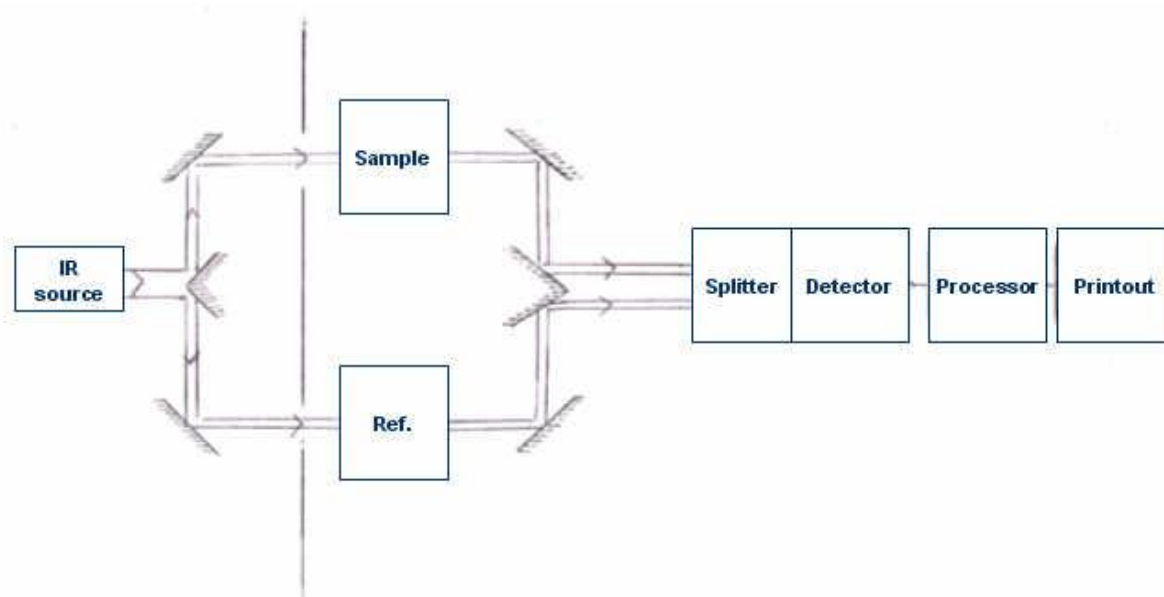 Sample
IR
source
Splitter
Detector
Processor
Printout
Ref.